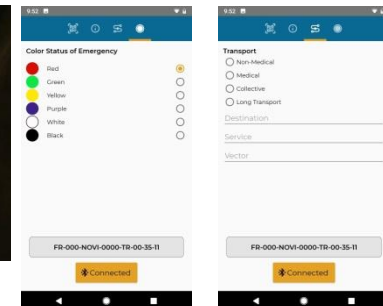 9:52
Color Status of Emergency
Red
Green
Yellow
Purple
White
Black
FR-000-NOVI-0000-TR-00-35-11
Connected
9:52
Transport
Non-Medical
Medical
Collective
Long Transport
Destination
Service
Vector
FR-000-NOVI-0000-TR-00-35-11
Connected